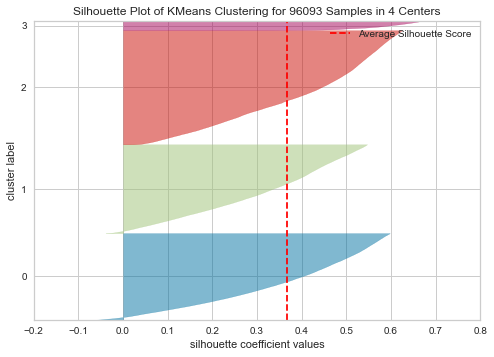 Silhouette Plot of KMeans Clustering for 96093 Samples in 4 Centers
3
Average Silhouette Score
2
cluster label
1
0
−0.2 −0.1 0.0 0.1 0.2 0.3 0.4 0.5 0.6 0.7 0.8
silhouette coefficient values